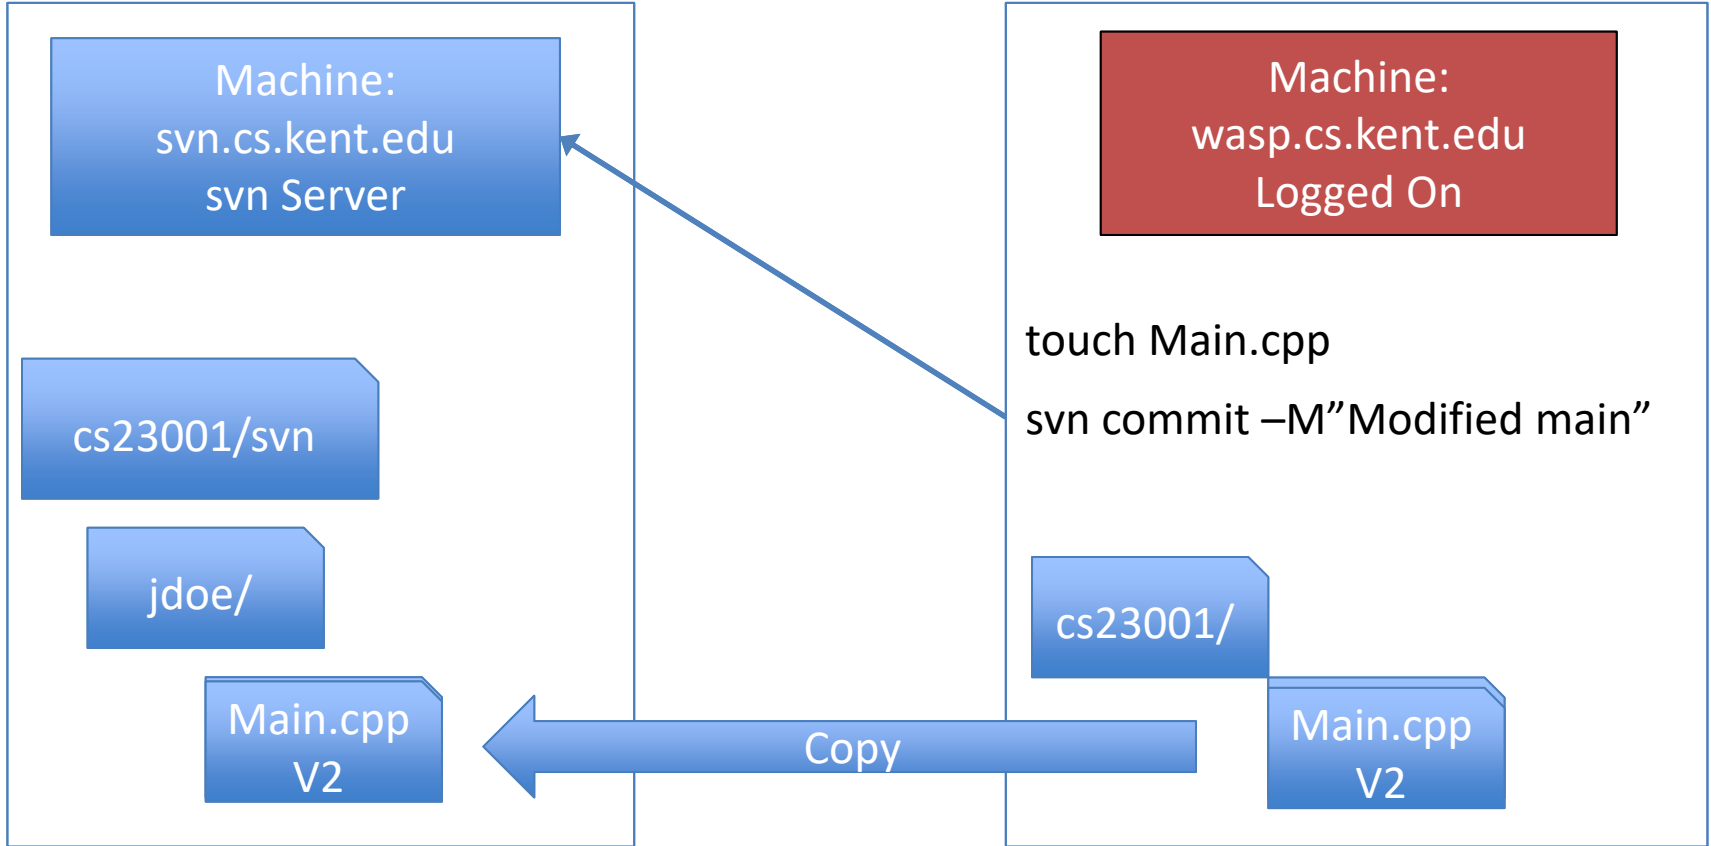 Machine:
svn.cs.kent.edu
svn Server
cs23001/svn
jdoe/
Main.cpp
V2
Copy
Machine:
wasp.cs.kent.edu
Logged On
touch Main.cpp
svn commit –M”Modified main”
cs23001/
Main.cpp
V2